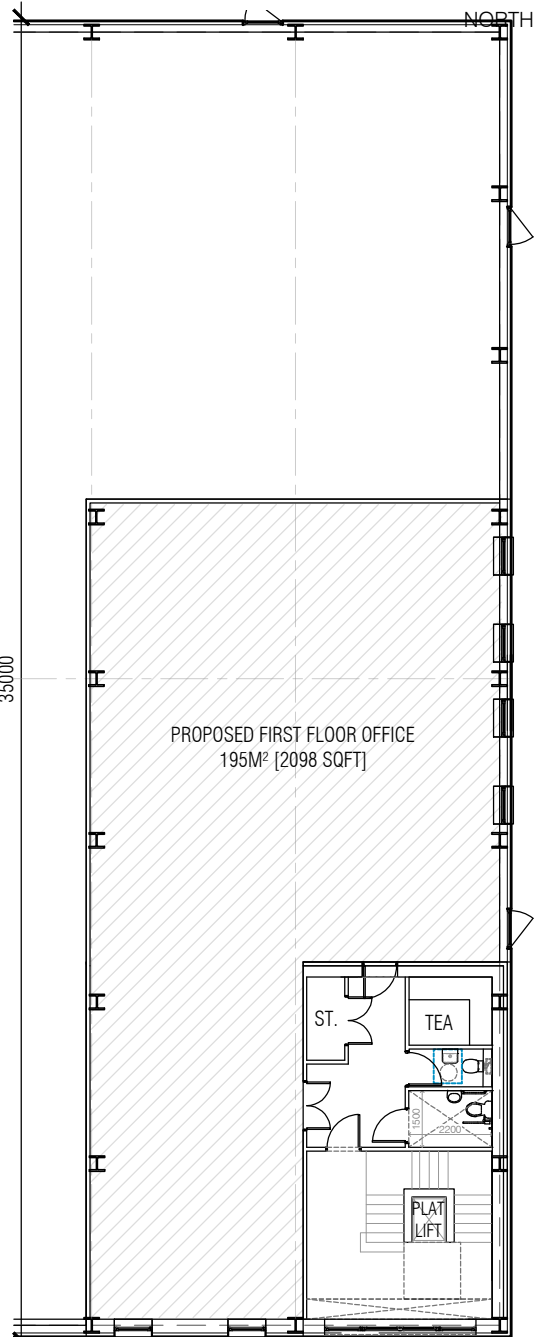 NORTH
35000
PROPOSED FIRST FLOOR OFFICE
195M² [2098 SQFT]
ST.
TEA
1500
2200
PLAT
LIFT